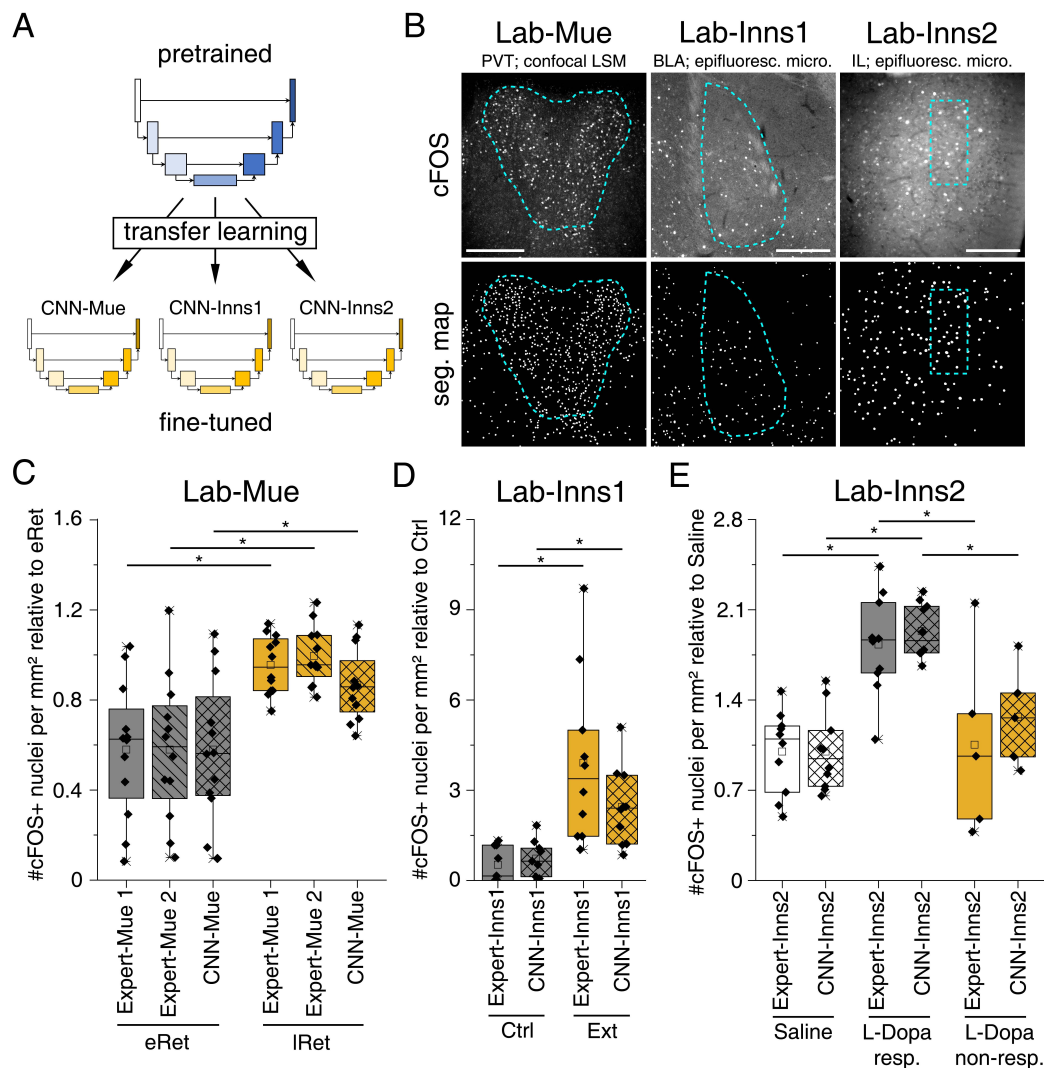 A
pretrained
transfer learning
CNN-Mue CNN-Inns1 CNN-Inns2
fine-tuned
B
Lab-Mue Lab-Inns1 Lab-Inns2
PVT; confocal LSM BLA; epifluoresc. micro. IL; epifluoresc. micro.
cFOS
seg. map
C
Lab-Mue
#cFOS+ nuclei per mm² relative to eRet
1.6
1.2
0.8
0.4
0
* * *
Expert-Mue 1
Expert-Mue 2
CNN-Mue
Expert-Mue 1
Expert-Mue 2
CNN-Mue
eRet lRet
D
Lab-Inns1
#cFOS+ nuclei per mm² relative to Ctrl
12
9
6
3
0
* *
Expert-Inns1
CNN-Inns1
Expert-Inns1
CNN-Inns1
Ctrl Ext
E
Lab-Inns2
#cFOS+ nuclei per mm² relative to Saline
2.8
2.1
1.4
0.7
0
* * * *
Expert-Inns2
CNN-Inns2
Expert-Inns2
CNN-Inns2
Expert-Inns2
CNN-Inns2
Saline
L-Dopa
resp.
L-Dopa
non-resp.